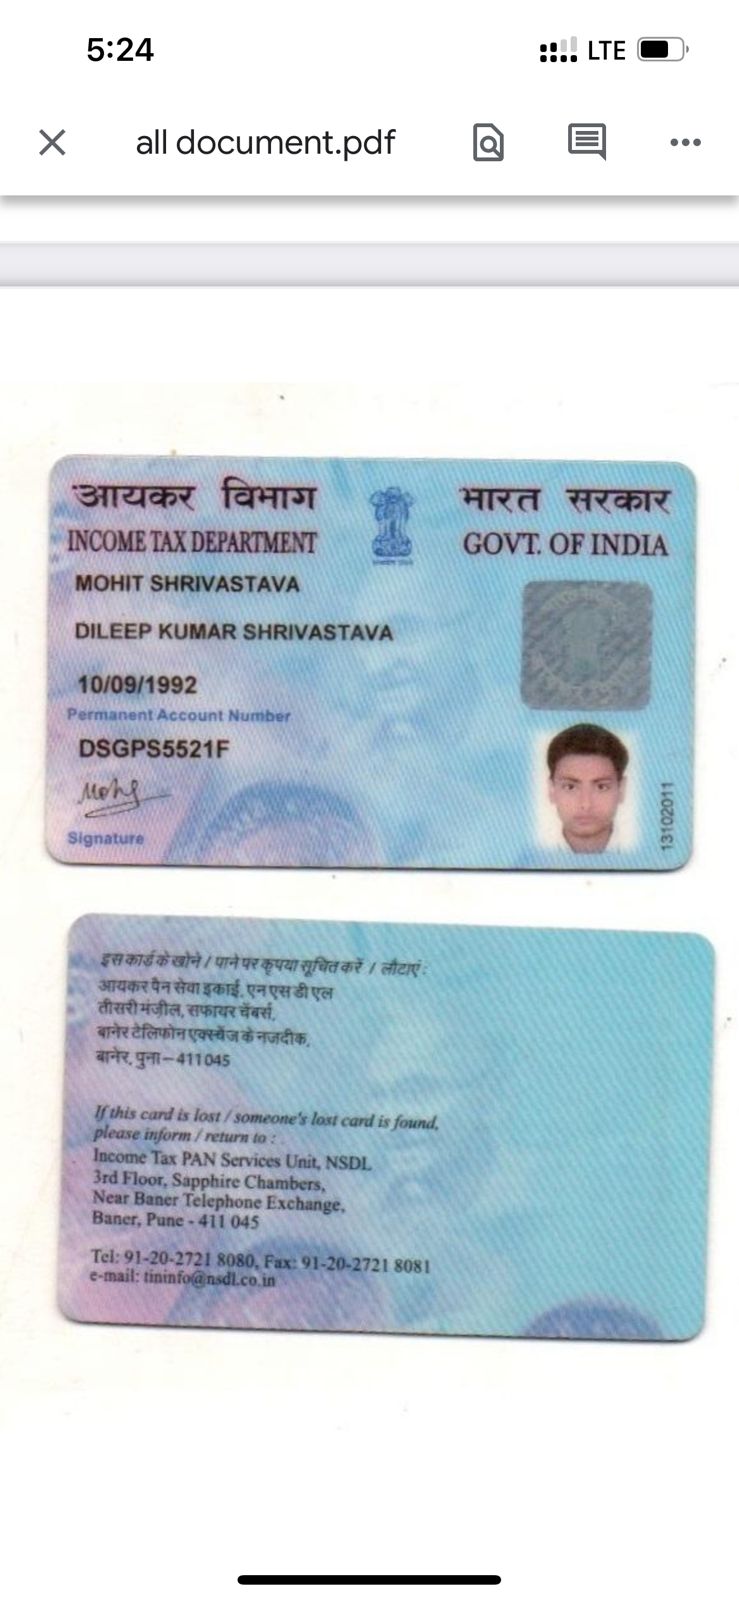 5:24
LTE
all document.pdf
आयकर विभाग
INCOME TAX DEPARTMENT
भारत सरकार
GOVT. OF INDIA
MOHIT SHRIVASTAVA
DILEEP KUMAR SHRIVASTAVA
10/09/1992
Permanent Account Number
DSGPS5521F
Signature
13102011
इस कार्ड के खोने / पाने पर कृपया सूचित करें / लौटाएं :
आयकर पैन सेवा इकाई, एन एस डी एल
तीसरी मंज़ील, सफायर चेंबर्स,
बानेर टेलिफोन एक्स्चेंज के नजदीक,
बानेर, पुना – 411045
If this card is lost / someone's lost card is found,
please inform / return to :
Income Tax PAN Services Unit, NSDL
3rd Floor, Sapphire Chambers,
Near Baner Telephone Exchange,
Baner, Pune - 411 045
Tel: 91-20-2721 8080, Fax: 91-20-2721 8081
e-mail: tininfo@nsdl.co.in